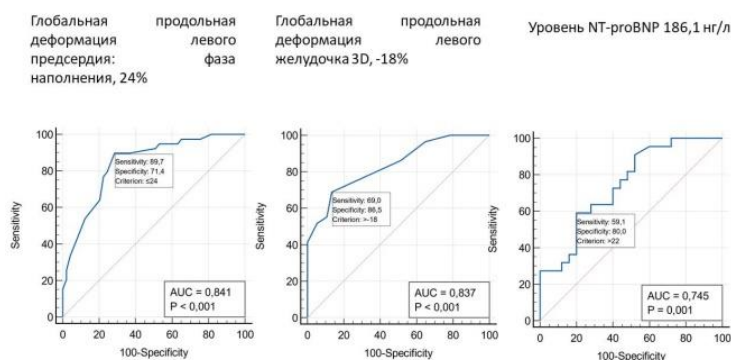 Глобальная продольная
деформация левого
предсердия: фаза
наполнения, 24%
Глобальная продольная
деформация левого
желудочка 3D, -18%
Уровень NT-proBNP 186,1 нг/л
100
80
60
40
20
0
Sensitivity
Sensitivity: 89,7
Specificity: 71,4
Criterion: ≤24
AUC = 0,841
P < 0,001
0 20 40 60 80 100
100-Specificity
100
80
60
40
20
0
Sensitivity
Sensitivity: 69,0
Specificity: 86,5
Criterion: >-18
AUC = 0,837
P < 0,001
0 20 40 60 80 100
100-Specificity
100
80
60
40
20
0
Sensitivity
Sensitivity: 59,1
Specificity: 80,0
Criterion: >22
AUC = 0,745
P = 0,001
0 20 40 60 80 100
100-Specificity